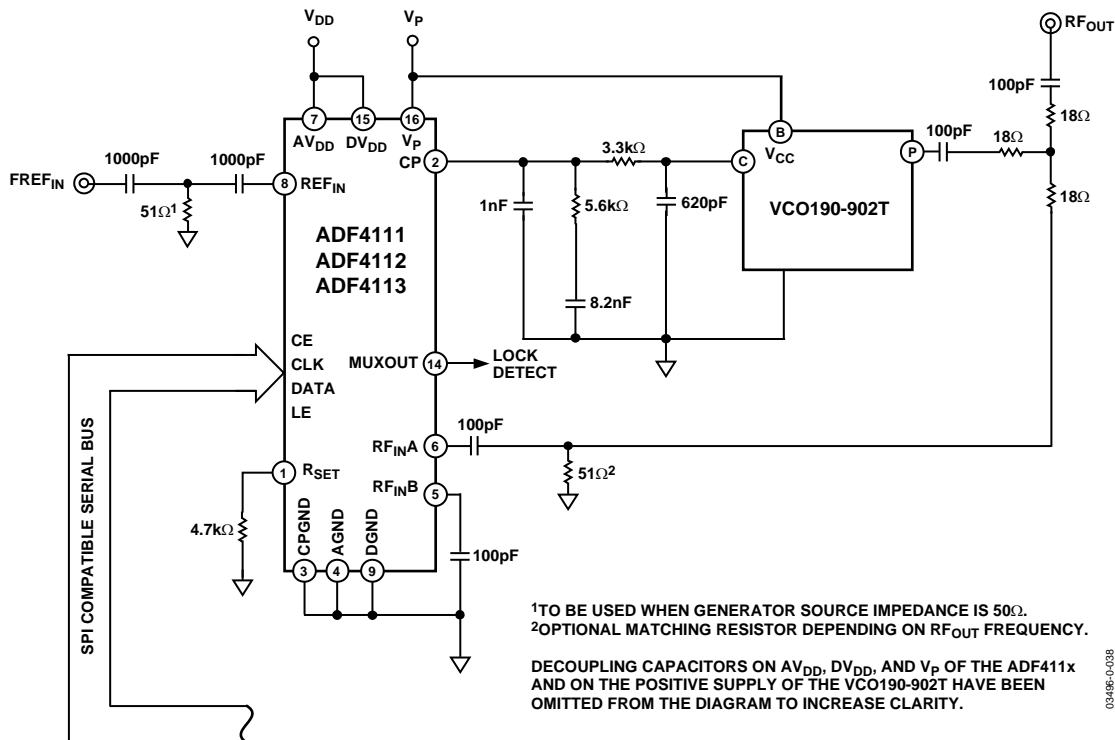 VDD
VP
RFOUT
100pF
18Ω
7
15
16
AVDD
DVDD
VP
CP
2
1000pF
1000pF
FREFIN
8
REFIN
51Ω1
3.3kΩ
1nF
5.6kΩ
620pF
8.2nF
B
VCC
C
P
VCO190-902T
100pF
18Ω
18Ω
ADF4111
ADF4112
ADF4113
CE
CLK
DATA
LE
MUXOUT
14
LOCK
DETECT
100pF
RFINA
6
51Ω2
RFINB
5
100pF
1
RSET
4.7kΩ
CPGND
AGND
DGND
3
4
9
SPI COMPATIBLE SERIAL BUS
1TO BE USED WHEN GENERATOR SOURCE IMPEDANCE IS 50Ω.
2OPTIONAL MATCHING RESISTOR DEPENDING ON RFOUT FREQUENCY.
DECOUPLING CAPACITORS ON AVDD, DVDD, AND VP OF THE ADF411x
AND ON THE POSITIVE SUPPLY OF THE VCO190-902T HAVE BEEN
OMITTED FROM THE DIAGRAM TO INCREASE CLARITY.
03496-0-038